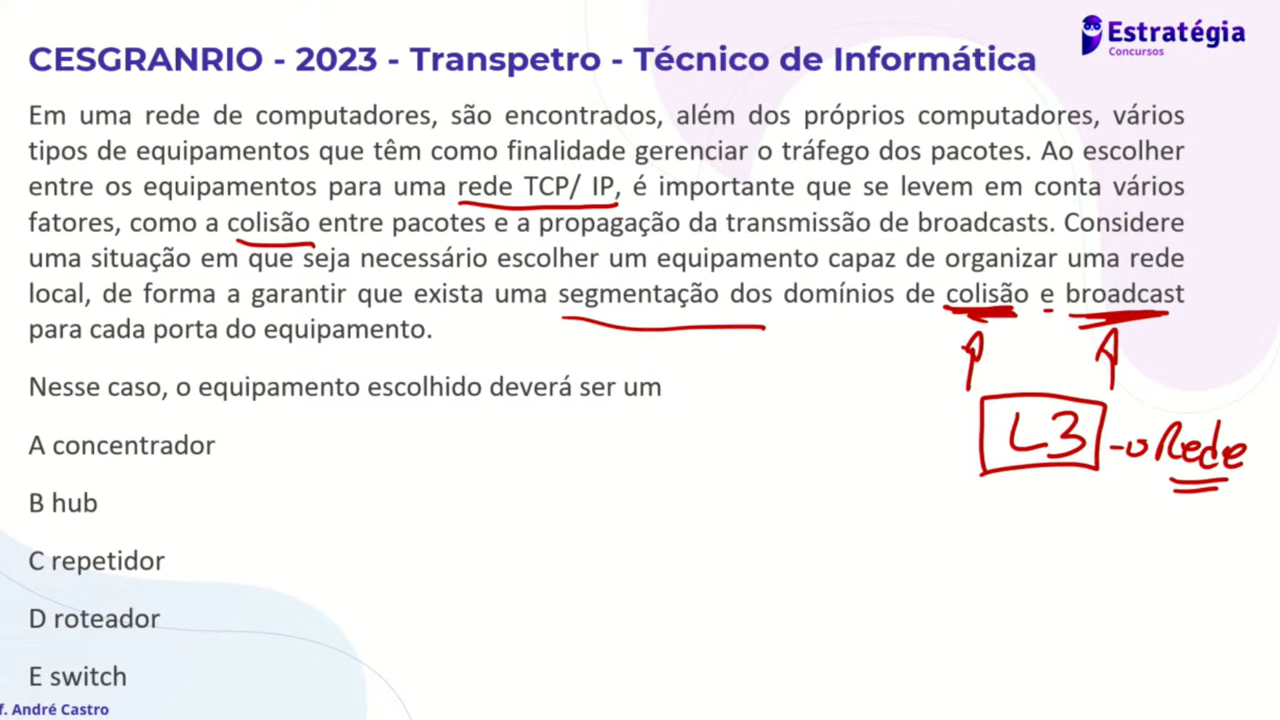 Estratégia
Concursos
CESGRANRIO - 2023 - Transpetro - Técnico de Informática
Em uma rede de computadores, são encontrados, além dos próprios computadores, vários
tipos de equipamentos que têm como finalidade gerenciar o tráfego dos pacotes. Ao escolher
entre os equipamentos para uma rede TCP/ IP, é importante que se levem em conta vários
fatores, como a colisão entre pacotes e a propagação da transmissão de broadcasts. Considere
uma situação em que seja necessário escolher um equipamento capaz de organizar uma rede
local, de forma a garantir que exista uma segmentação dos domínios de colisão e broadcast
para cada porta do equipamento.
Nesse caso, o equipamento escolhido deverá ser um
L3 Rede
A concentrador
B hub
C repetidor
D roteador
E switch
f. André Castro